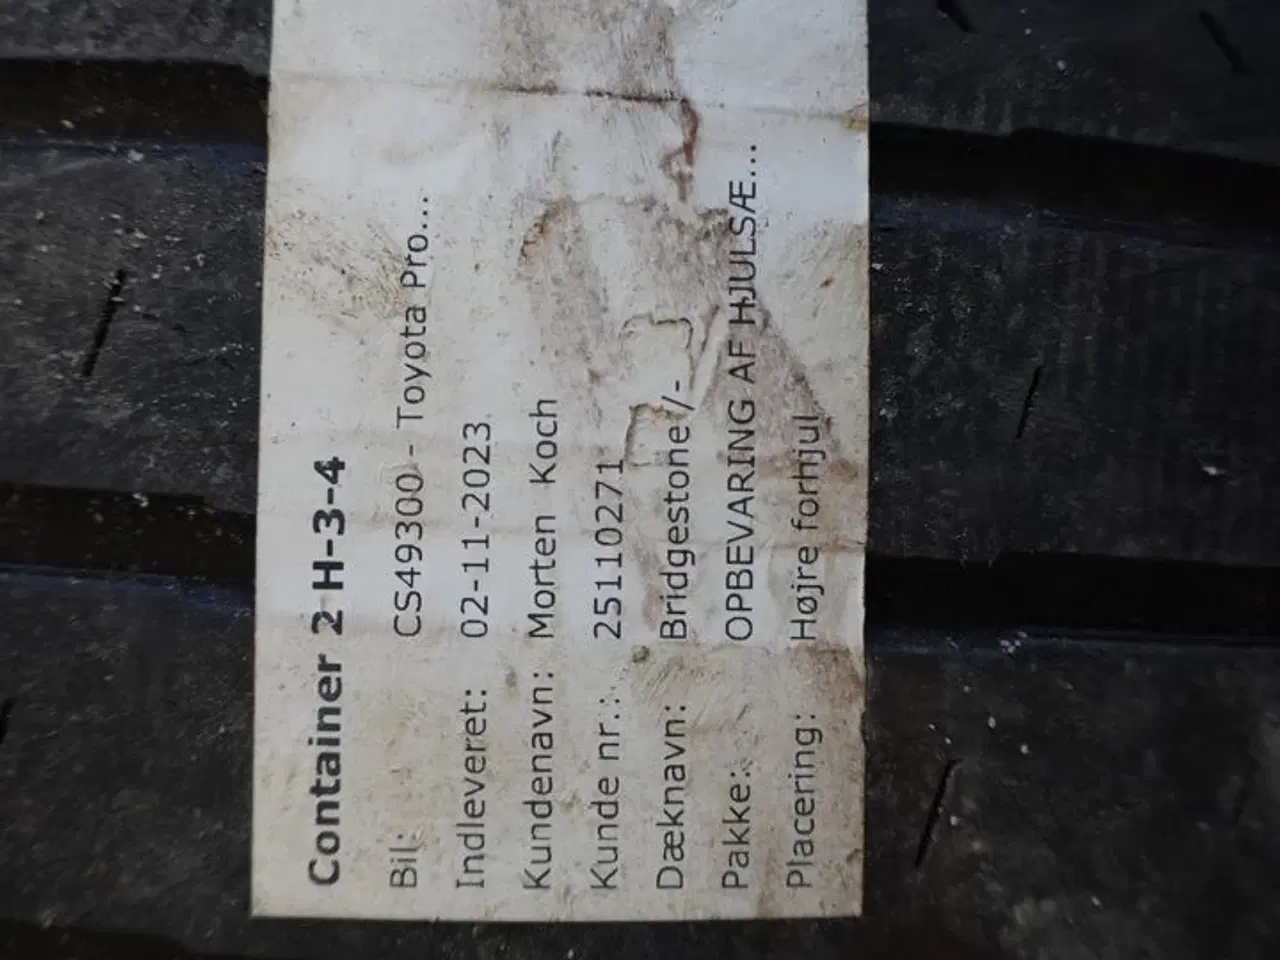 Container 2 H-3-4
Bil: CS49300 - Toyota Pro...
Indleveret: 02-11-2023
Kundenavn: Morten Koch
Kunde nr.: 25110271
Dæknavn: Bridgestone /-
Pakke: OPBEVARING AF HJULSÆ...
Placering: Højre forhjul